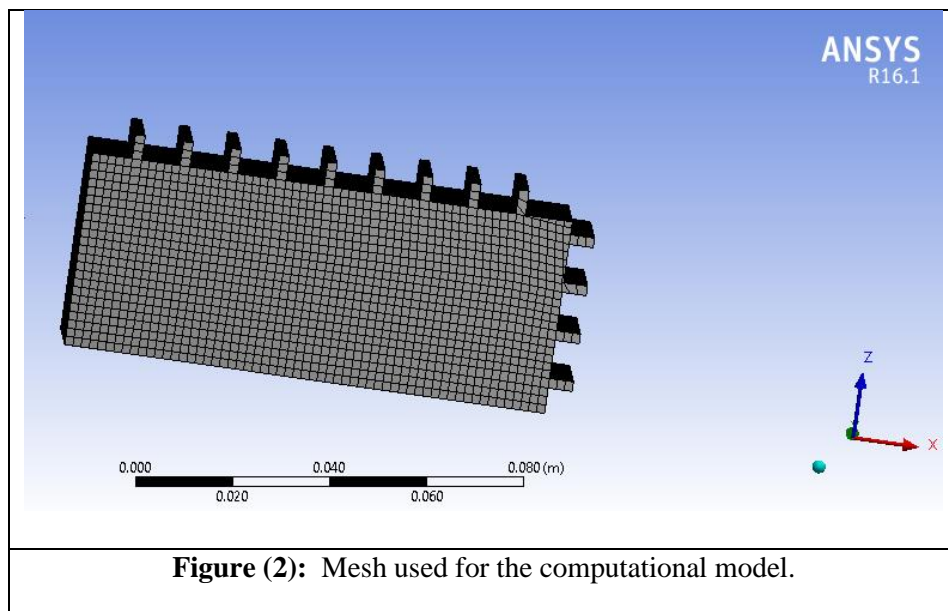 ANSYS
R16.1
Z
X
0.000 0.040 0.080 (m)
0.020 0.060
Figure (2): Mesh used for the computational model.